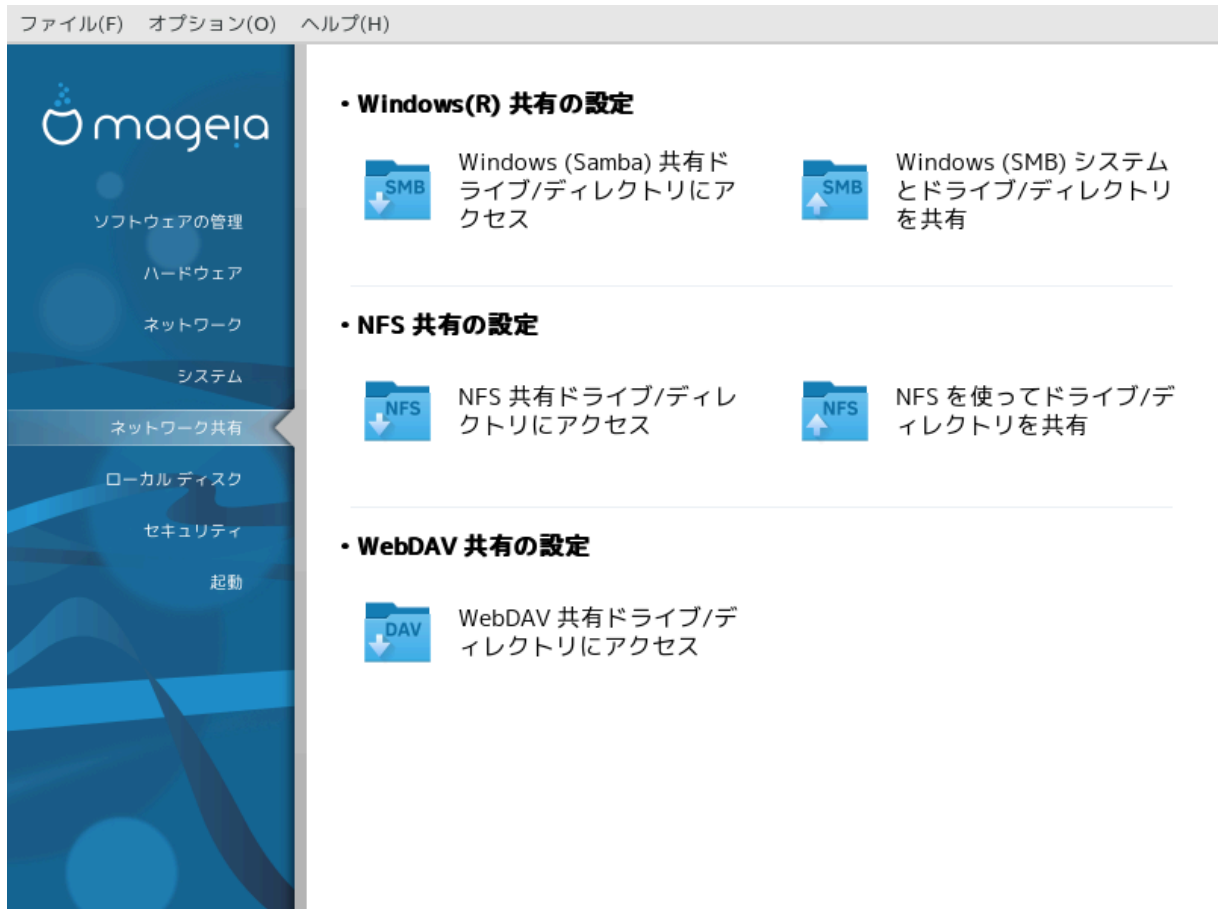 ファイル(F) オプション(O) ヘルプ(H)
mageia
ソフトウェアの管理
ハードウェア
ネットワーク
システム
ネットワーク共有
ローカル ディスク
セキュリティ
起動
• Windows(R) 共有の設定
SMB
Windows (Samba) 共有ド
ライブ/ディレクトリにア
クセス
SMB
Windows (SMB) システム
とドライブ/ディレクトリ
を共有
• NFS 共有の設定
NFS
NFS 共有ドライブ/ディレ
クトリにアクセス
NFS
NFS を使ってドライブ/デ
ィレクトリを共有
• WebDAV 共有の設定
DAV
WebDAV 共有ドライブ/デ
ィレクトリにアクセス